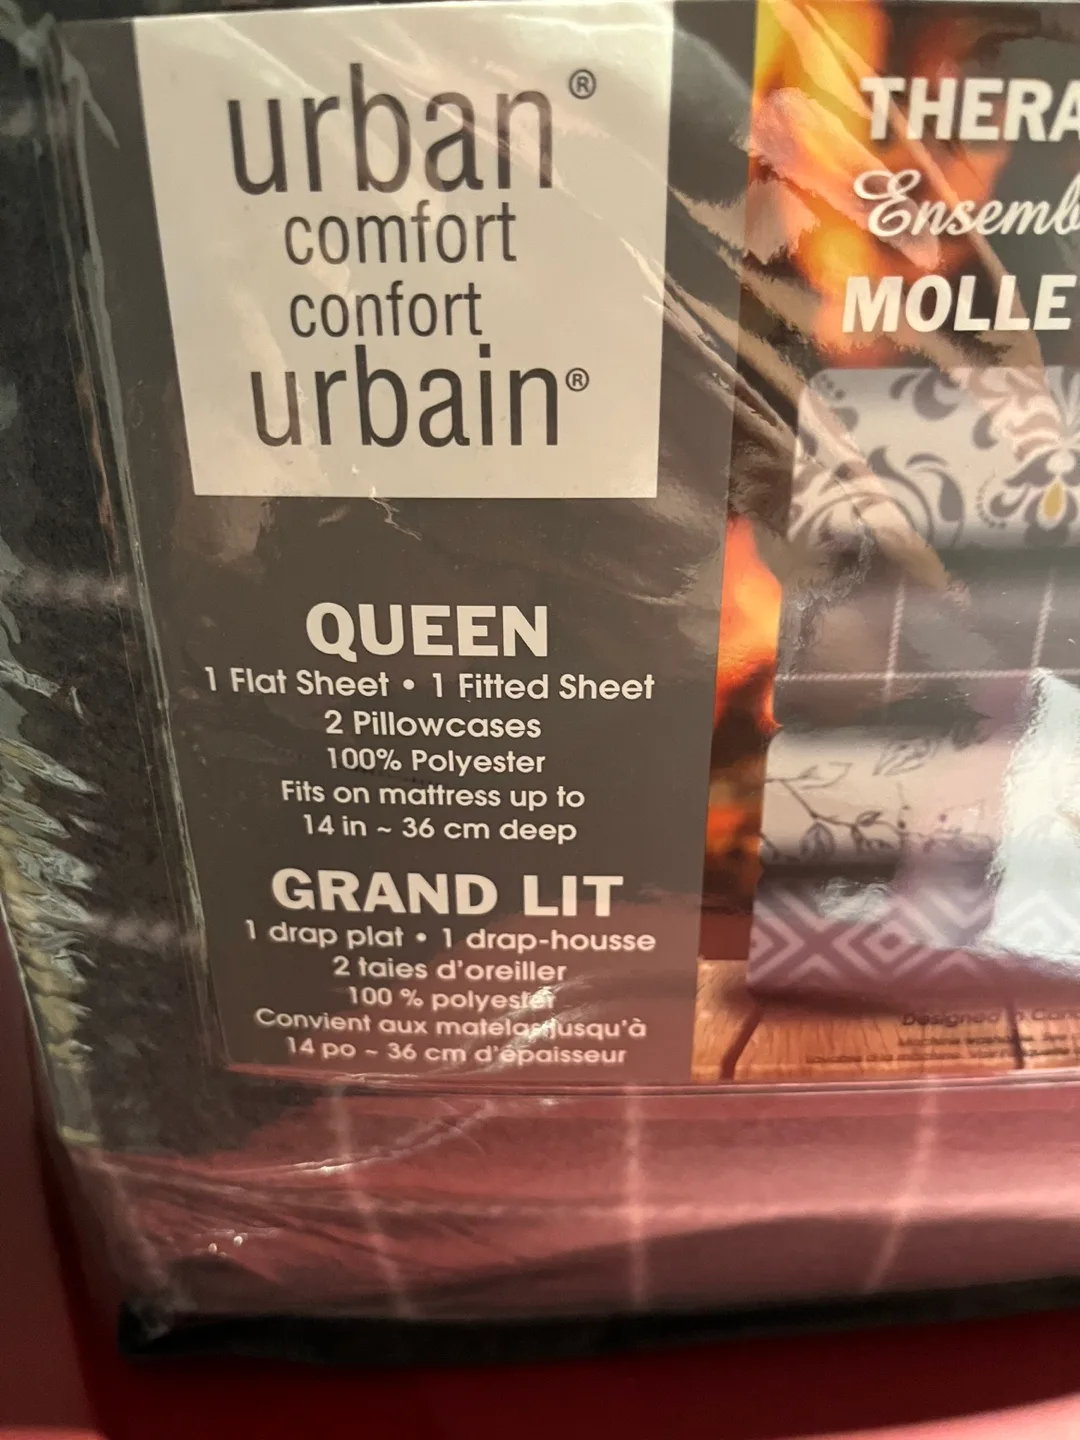 urban®
comfort
confort
urbain®
QUEEN
1 Flat Sheet • 1 Fitted Sheet
2 Pillowcases
100% Polyester
Fits on mattress up to
14 in ~ 36 cm deep
GRAND LIT
1 drap plat • 1 drap-housse
2 taies d'oreiller
100 % polyester
Convient aux matelas jusqu'à
14 po ~ 36 cm d'épaisseur
THERA
Ensemb
MOLLE
Designed in